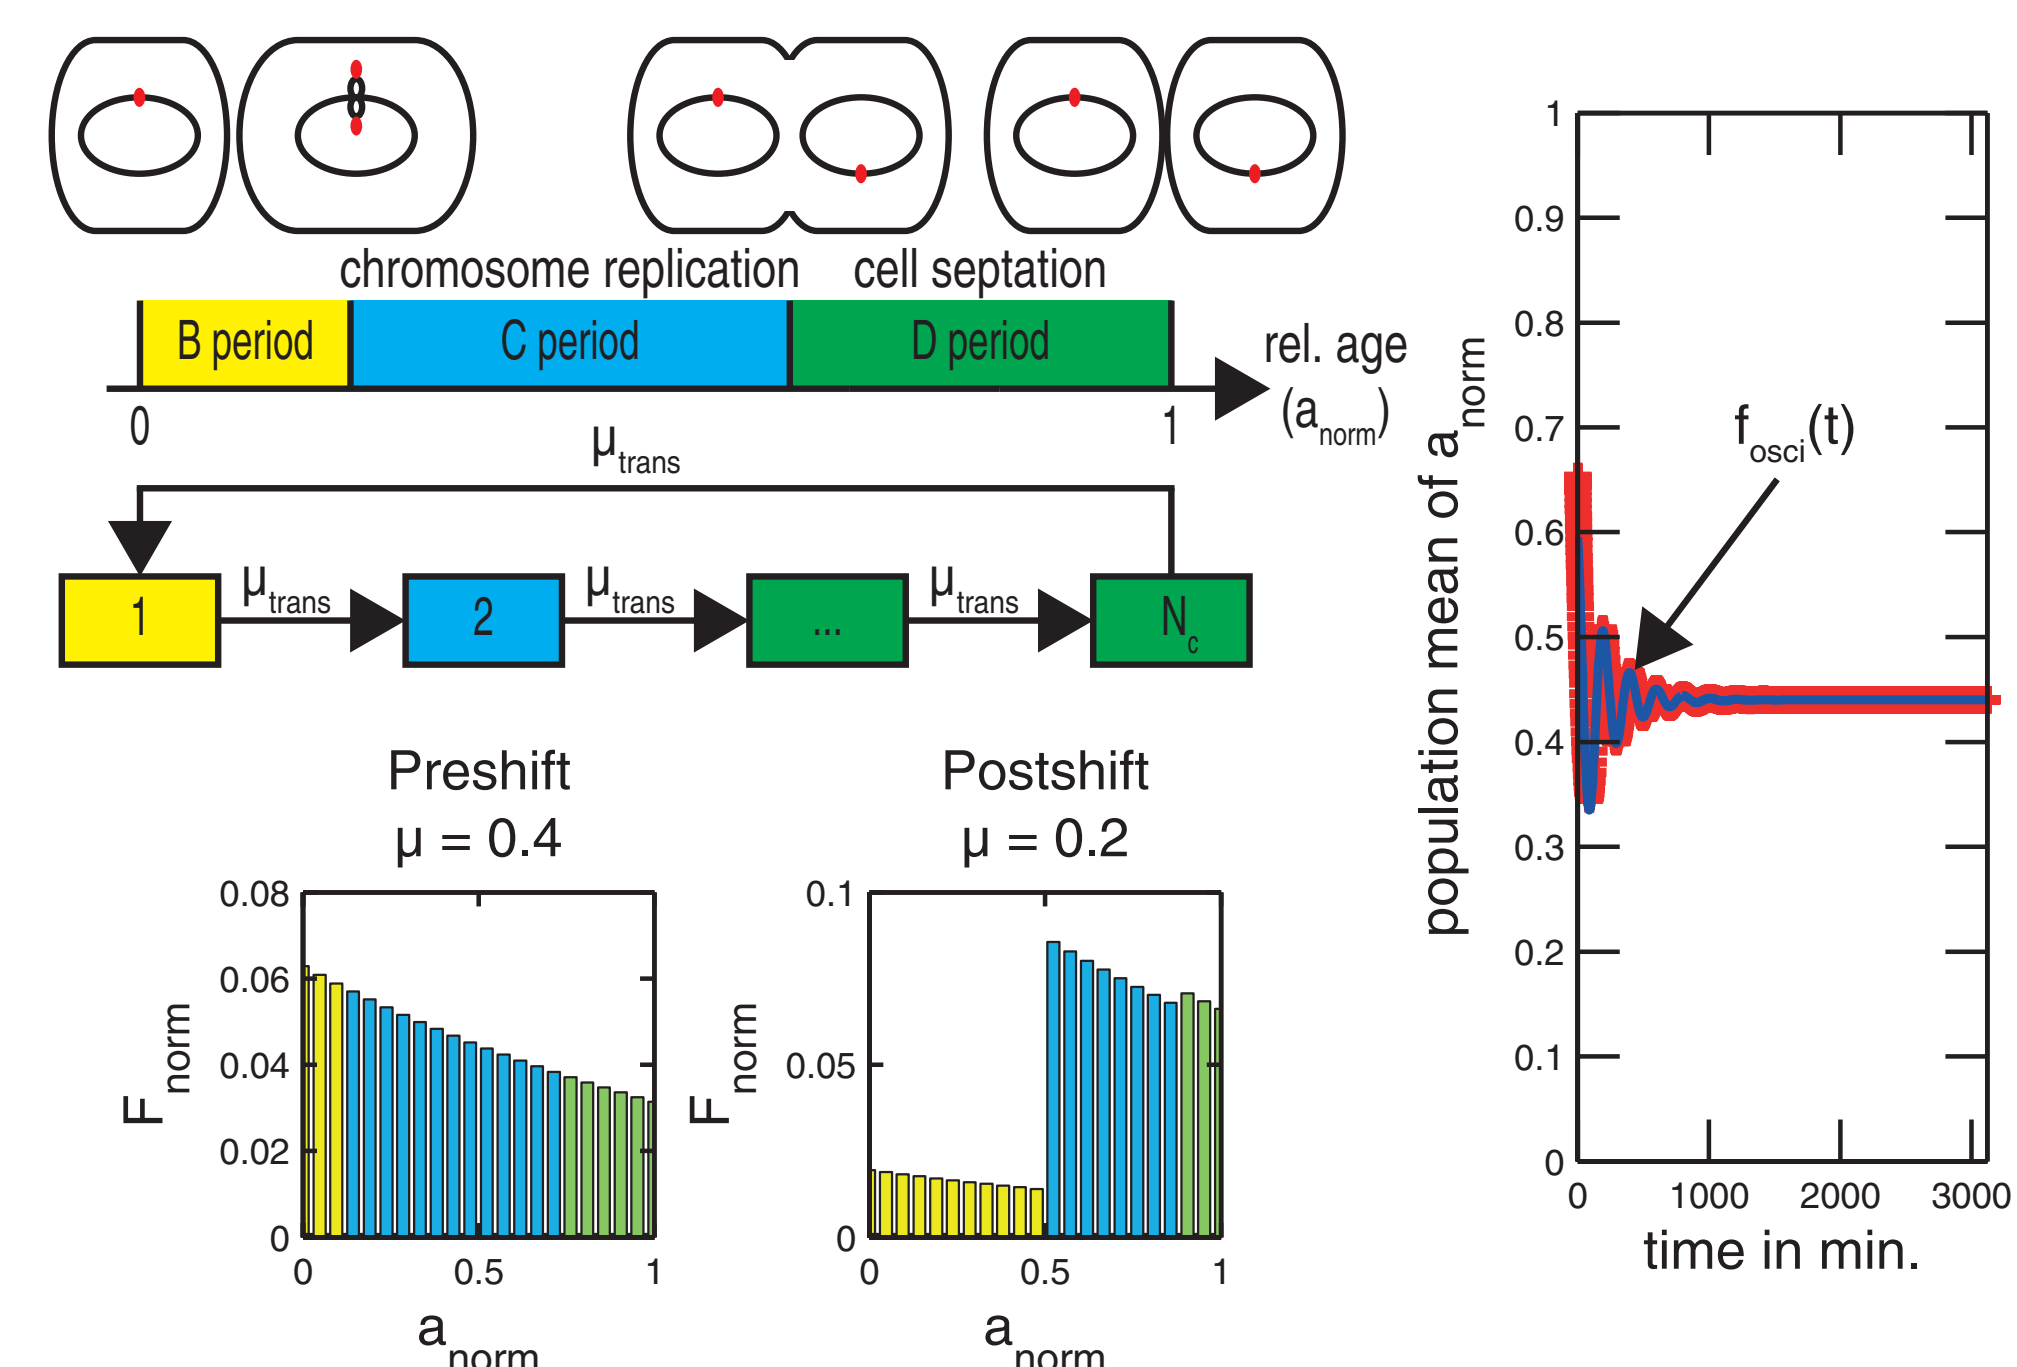 chromosome replication
cell septation
B period
C period
D period
rel. age
(a_norm)
0
1
μ_trans
1
μ_trans
2
μ_trans
...
μ_trans
N_c
Preshift
μ = 0.4
0.08
0.06
0.04
0.02
0
F_norm
0
0.5
1
a_norm
Postshift
μ = 0.2
0.1
0.05
0
F_norm
0
0.5
1
a_norm
population mean of a_norm
1
0.9
0.8
0.7
0.6
0.5
0.4
0.3
0.2
0.1
0
f_osci(t)
0
1000
2000
3000
time in min.